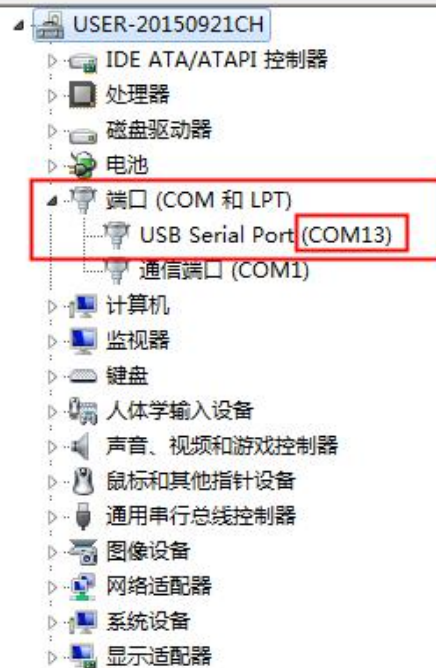 USER-20150921CH
IDE ATA/ATAPI 控制器
处理器
磁盘驱动器
电池
端口 (COM 和 LPT)
USB Serial Port (COM13)
通信端口 (COM1)
计算机
监视器
键盘
人体学输入设备
声音、视频和游戏控制器
鼠标和其他指针设备
通用串行总线控制器
图像设备
网络适配器
系统设备
显示适配器